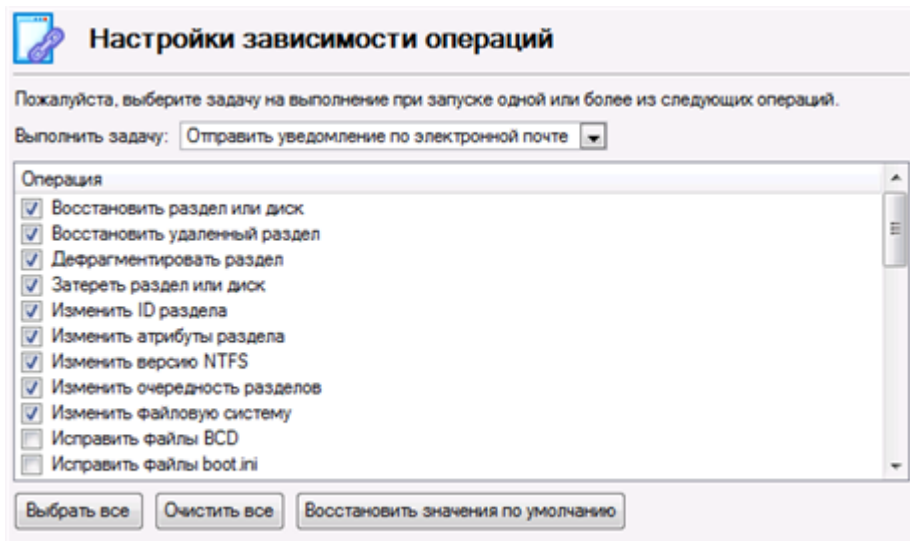 Настройки зависимости операций
Пожалуйста, выберите задачу на выполнение при запуске одной или более из следующих операций.
Выполнить задачу: Отправить уведомление по электронной почте
Операция
Восстановить раздел или диск
Восстановить удаленный раздел
Дефрагментировать раздел
Затереть раздел или диск
Изменить ID раздела
Изменить атрибуты раздела
Изменить версию NTFS
Изменить очередность разделов
Изменить файловую систему
Исправить файлы BCD
Исправить файлы boot.ini
Выбрать все Очистить все Восстановить значения по умолчанию